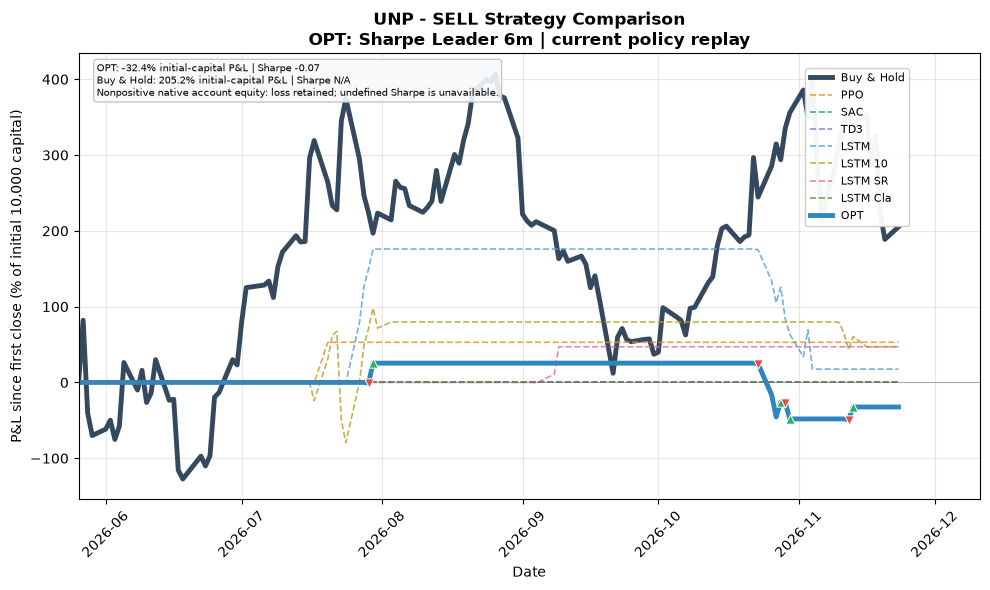 UNP - SELL Strategy Comparison
OPT: Sharpe Leader 6m | current policy replay
OPT: -32.4% initial-capital P&L | Sharpe -0.07
Buy & Hold: 205.2% initial-capital P&L | Sharpe N/A
Nonpositive native account equity: loss retained; undefined Sharpe is unavailable.
Buy & Hold
PPO
SAC
TD3
LSTM
LSTM 10
LSTM SR
LSTM Cla
OPT
P&L since first close (% of initial 10,000 capital)
400
300
200
100
0
−100
2026-06
2026-07
2026-08
2026-09
2026-10
2026-11
2026-12
Date